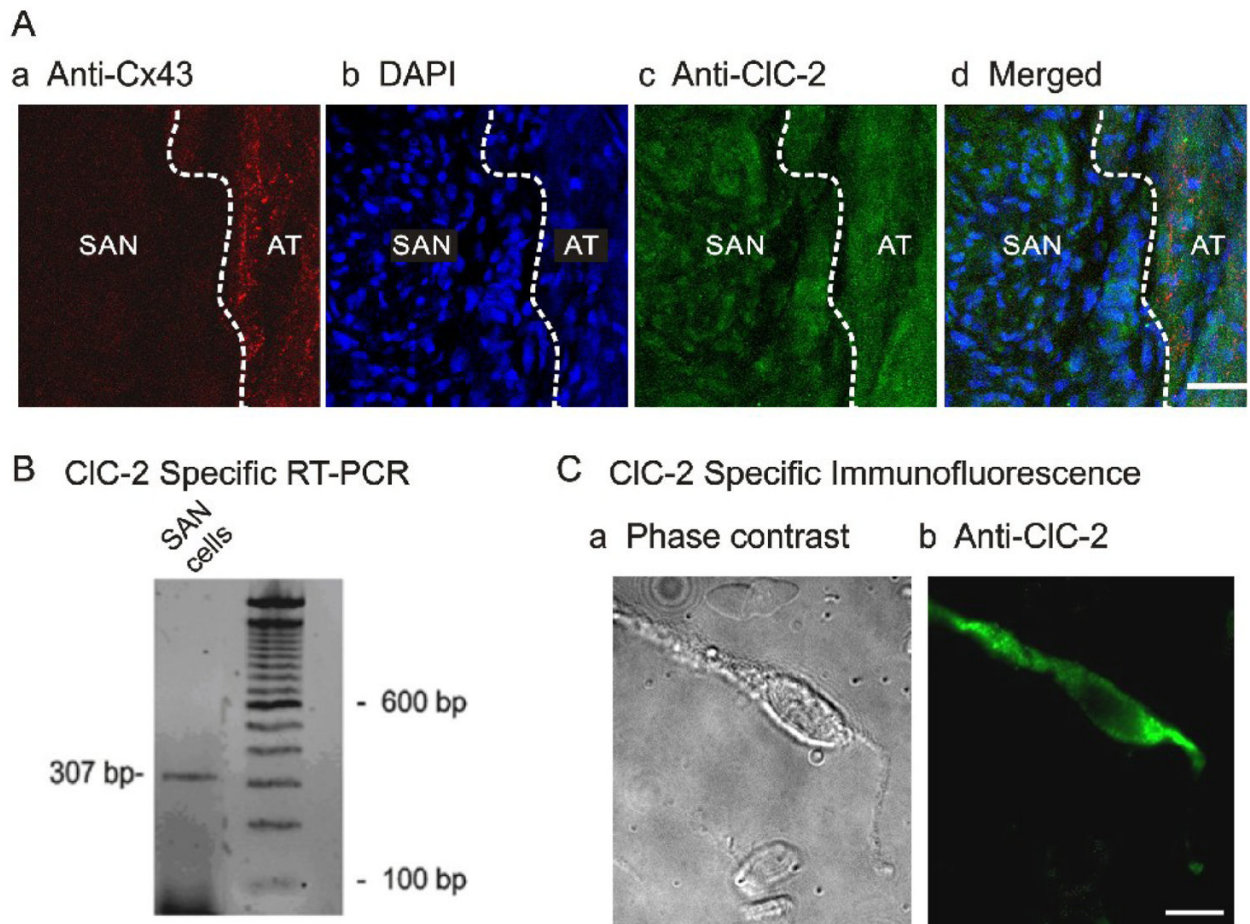 A
a Anti-Cx43
b DAPI
c Anti-ClC-2
d Merged
SAN
AT
SAN
AT
SAN
AT
SAN
AT
B ClC-2 Specific RT-PCR
SAN
cells
- 600 bp
307 bp-
- 100 bp
C ClC-2 Specific Immunofluorescence
a Phase contrast
b Anti-ClC-2